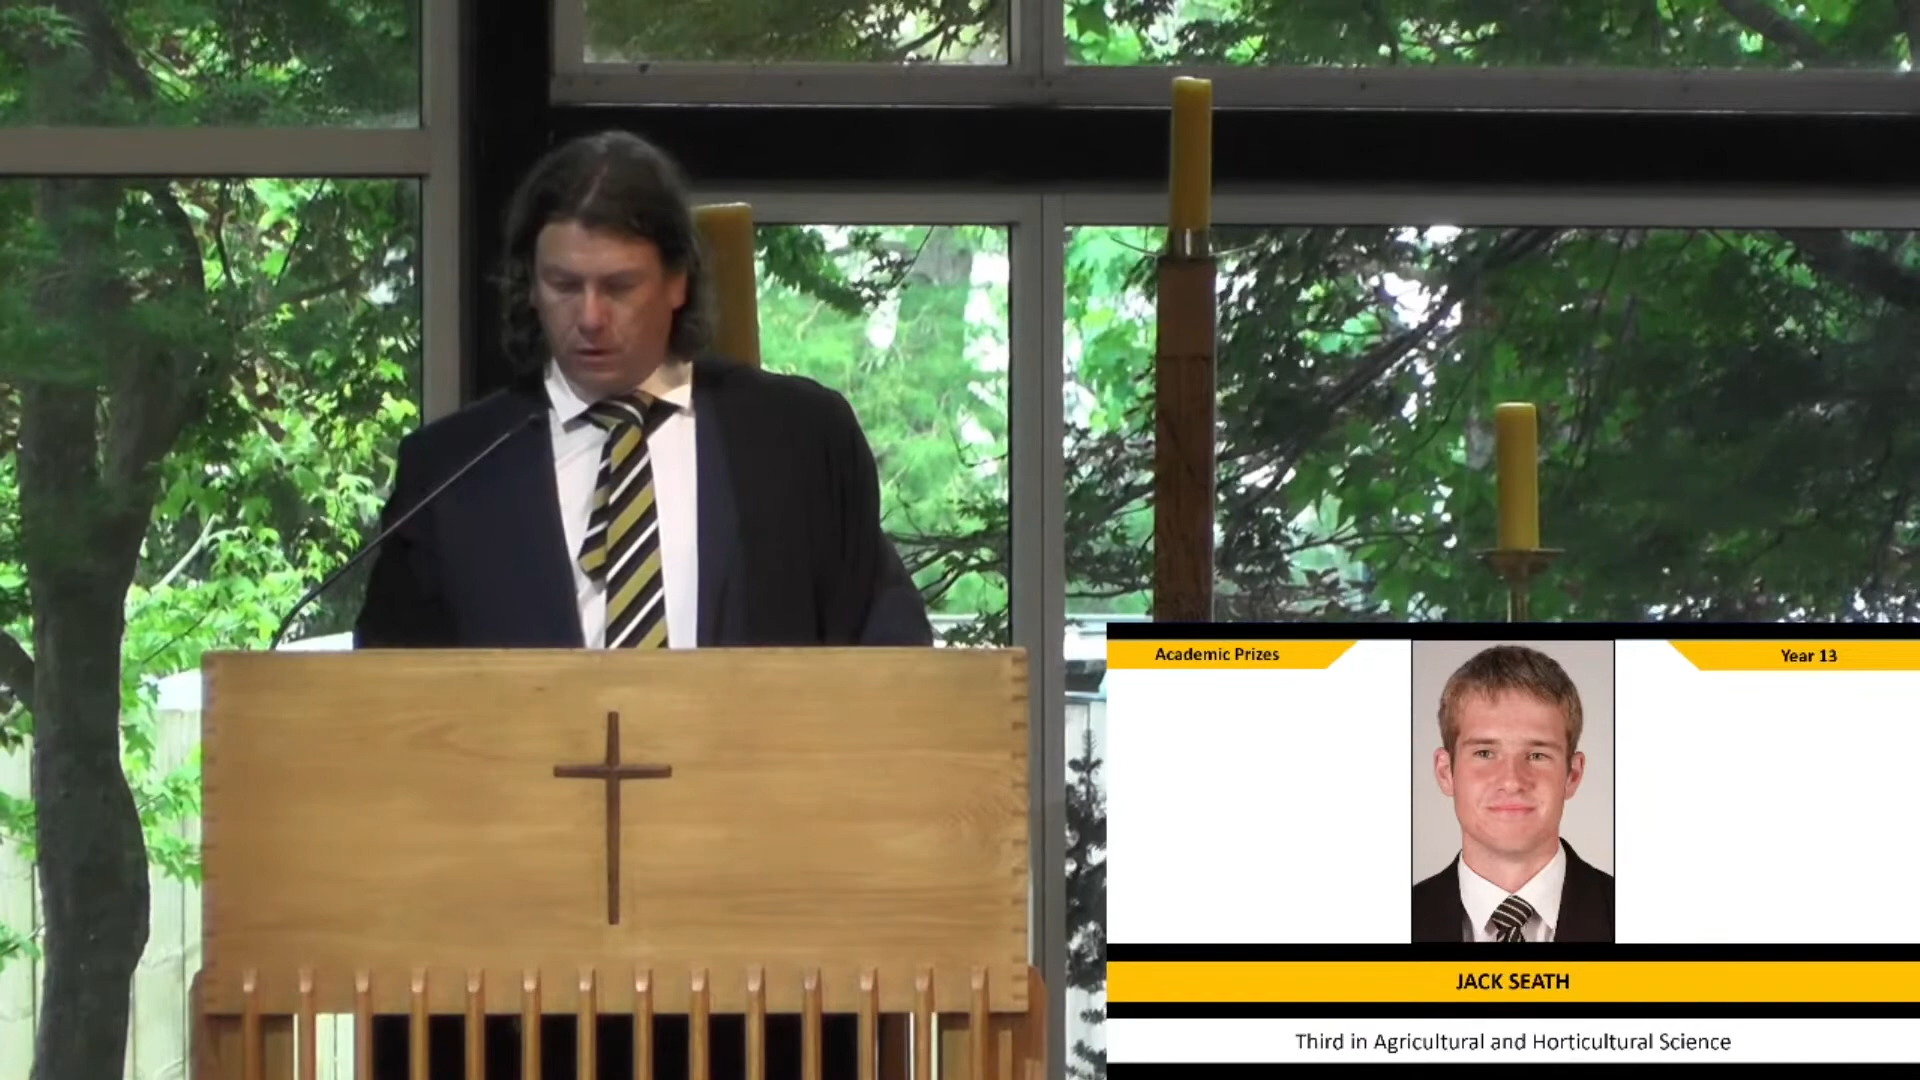 Academic Prizes
Year 13
JACK SEATH
Third in Agricultural and Horticultural Science